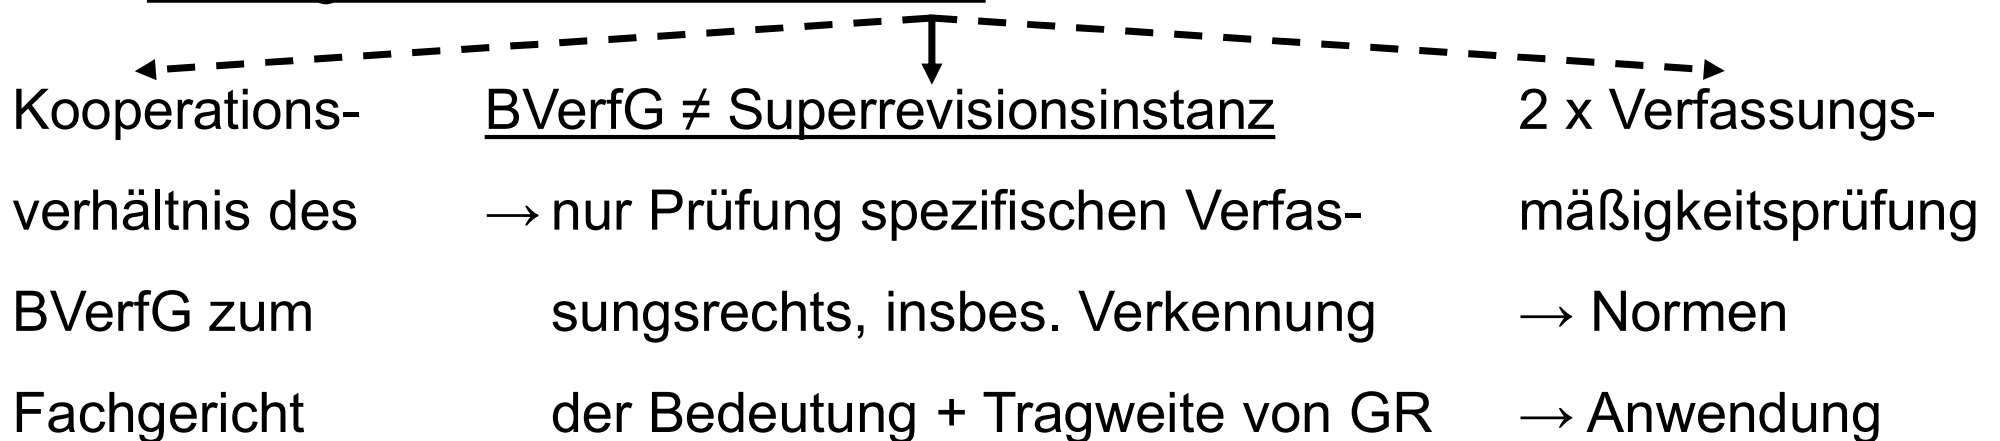 Kooperations-
verhältnis des
BVerfG zum
Fachgericht
BVerfG ≠ Superrevisionsinstanz
→ nur Prüfung spezifischen Verfas-
sungsrechts, insbes. Verkennung
der Bedeutung + Tragweite von GR
2 x Verfassungs-
mäßigkeitsprüfung
→ Normen
→ Anwendung